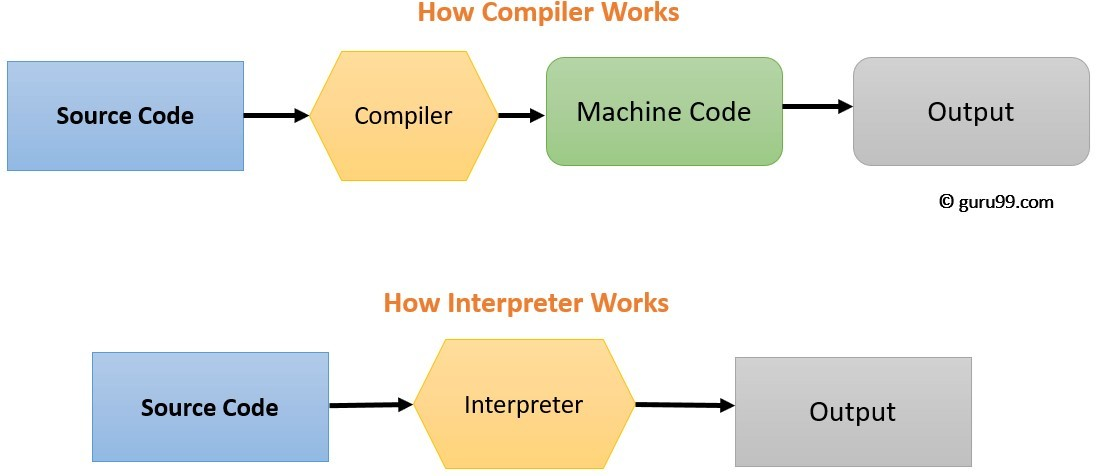 How Compiler Works
Source Code
Compiler
Machine Code
Output
© guru99.com
How Interpreter Works
Source Code
Interpreter
Output